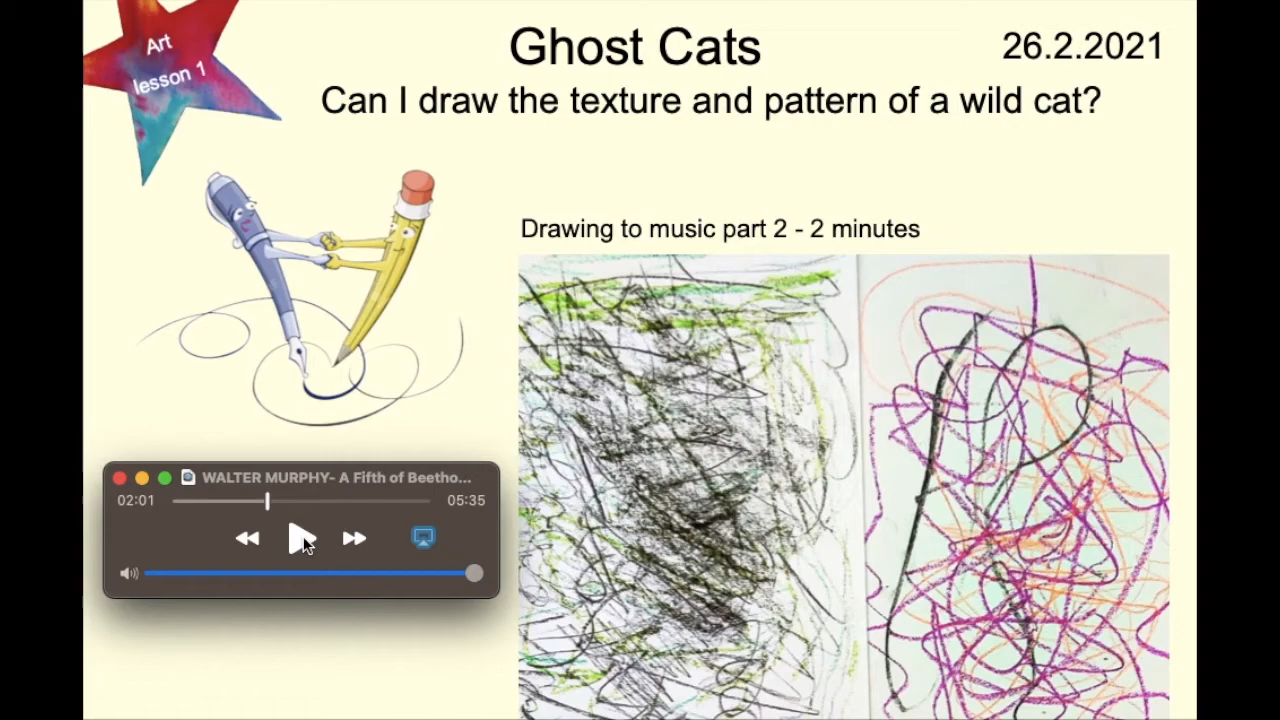 Art
lesson 1
Ghost Cats
26.2.2021
Can I draw the texture and pattern of a wild cat?
Drawing to music part 2 - 2 minutes
WALTER MURPHY- A Fifth of Beetho...
02:01
05:35